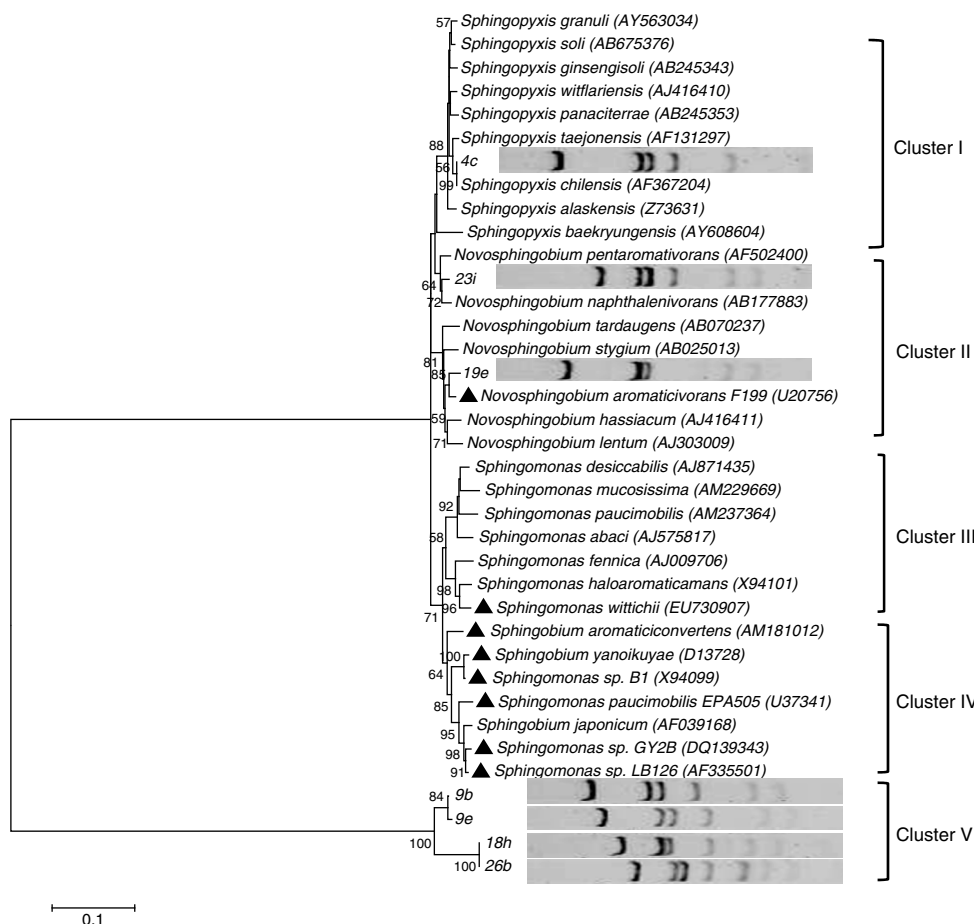 57
Sphingopyxis granuli (AY563034)
Sphingopyxis soli (AB675376)
Sphingopyxis ginsengisoli (AB245343)
Sphingopyxis witflariensis (AJ416410)
Sphingopyxis panaciterrae (AB245353)
Sphingopyxis taejonensis (AF131297)
88
Cluster I
4c
56
99
Sphingopyxis chilensis (AF367204)
Sphingopyxis alaskensis (Z73631)
Sphingopyxis baekryungensis (AY608604)
Novosphingobium pentaromativorans (AF502400)
23i
64
72
Novosphingobium naphthalenivorans (AB177883)
Novosphingobium tardaugens (AB070237)
Novosphingobium stygium (AB025013)
Cluster II
81
85
19e
Novosphingobium aromaticivorans F199 (U20756)
59
Novosphingobium hassiacum (AJ416411)
71
Novosphingobium lentum (AJ303009)
Sphingomonas desiccabilis (AJ871435)
Sphingomonas mucosissima (AM229669)
92
Sphingomonas paucimobilis (AM237364)
58
Sphingomonas abaci (AJ575817)
Cluster III
Sphingomonas fennica (AJ009706)
98
Sphingomonas haloaromaticamans (X94101)
96
Sphingomonas wittichii (EU730907)
71
Sphingobium aromaticiconvertens (AM181012)
100
Sphingobium yanoikuyae (D13728)
64
Sphingomonas sp. B1 (X94099)
85
Sphingomonas paucimobilis EPA505 (U37341)
Cluster IV
95
Sphingobium japonicum (AF039168)
98
Sphingomonas sp. GY2B (DQ139343)
91
Sphingomonas sp. LB126 (AF335501)
84
9b
9e
Cluster V
100
18h
100
26b
0.1